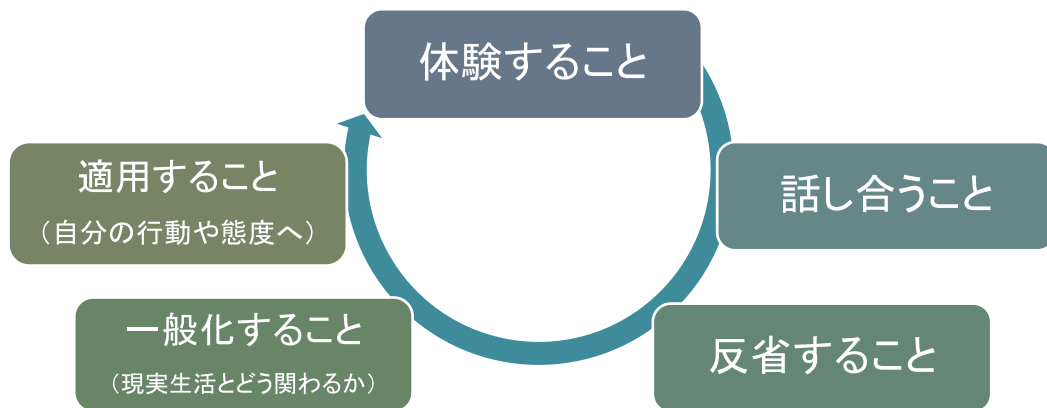 体験すること
話し合うこと
反省すること
一般化すること
（現実生活とどう関わるか）
適用すること
（自分の行動や態度へ）